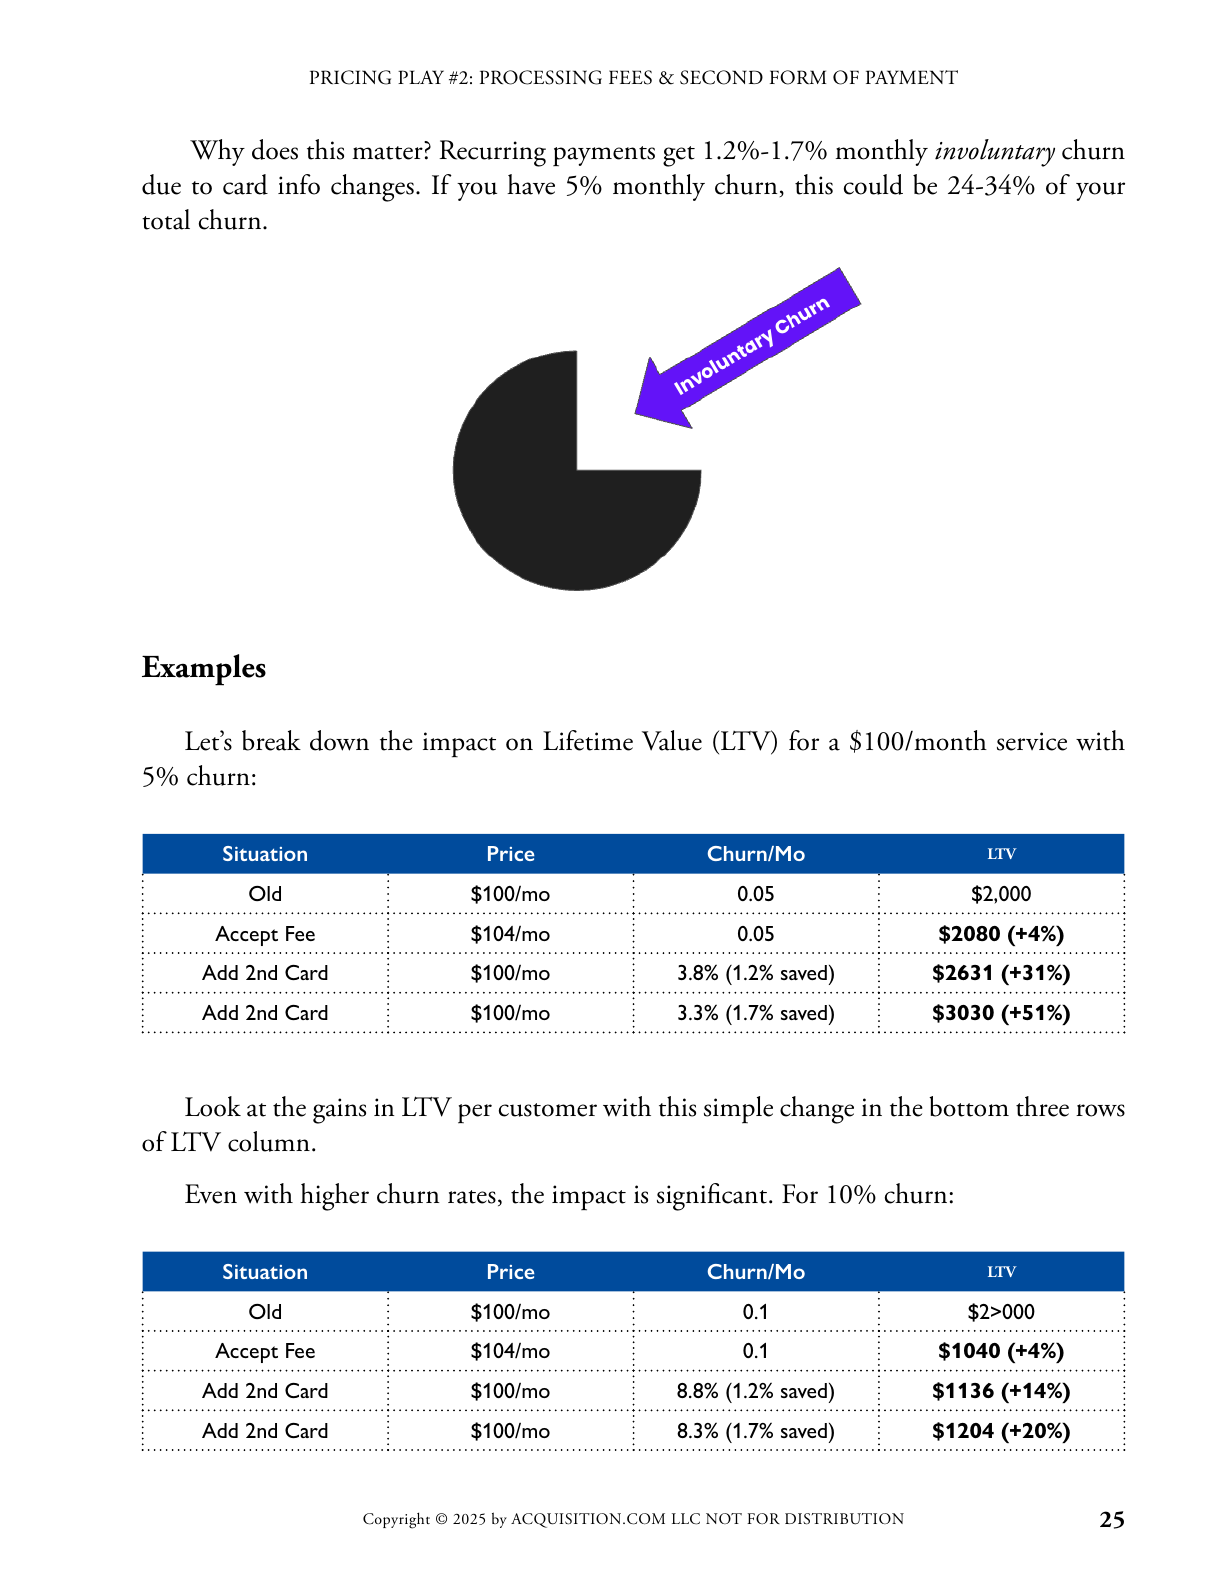 PRICING PLAY #2: PROCESSING FEES & SECOND FORM OF PAYMENT
Why does this matter? Recurring payments get 1.2%-1.7% monthly involuntary churn
due to card info changes. If you have 5% monthly churn, this could be 24-34% of your
total churn.
Involuntary Churn
Examples
Let’s break down the impact on Lifetime Value (LTV) for a $100/month service with
5% churn:
Situation Price Churn/Mo LTV
Old $100/mo 0.05 $2,000
Accept Fee $104/mo 0.05 $2080 (+4%)
Add 2nd Card $100/mo 3.8% (1.2% saved) $2631 (+31%)
Add 2nd Card $100/mo 3.3% (1.7% saved) $3030 (+51%)
Look at the gains in LTV per customer with this simple change in the bottom three rows
of LTV column.
Even with higher churn rates, the impact is significant. For 10% churn:
Situation Price Churn/Mo LTV
Old $100/mo 0.1 $2>000
Accept Fee $104/mo 0.1 $1040 (+4%)
Add 2nd Card $100/mo 8.8% (1.2% saved) $1136 (+14%)
Add 2nd Card $100/mo 8.3% (1.7% saved) $1204 (+20%)
Copyright © 2025 by ACQUISITION.COM LLC NOT FOR DISTRIBUTION 25